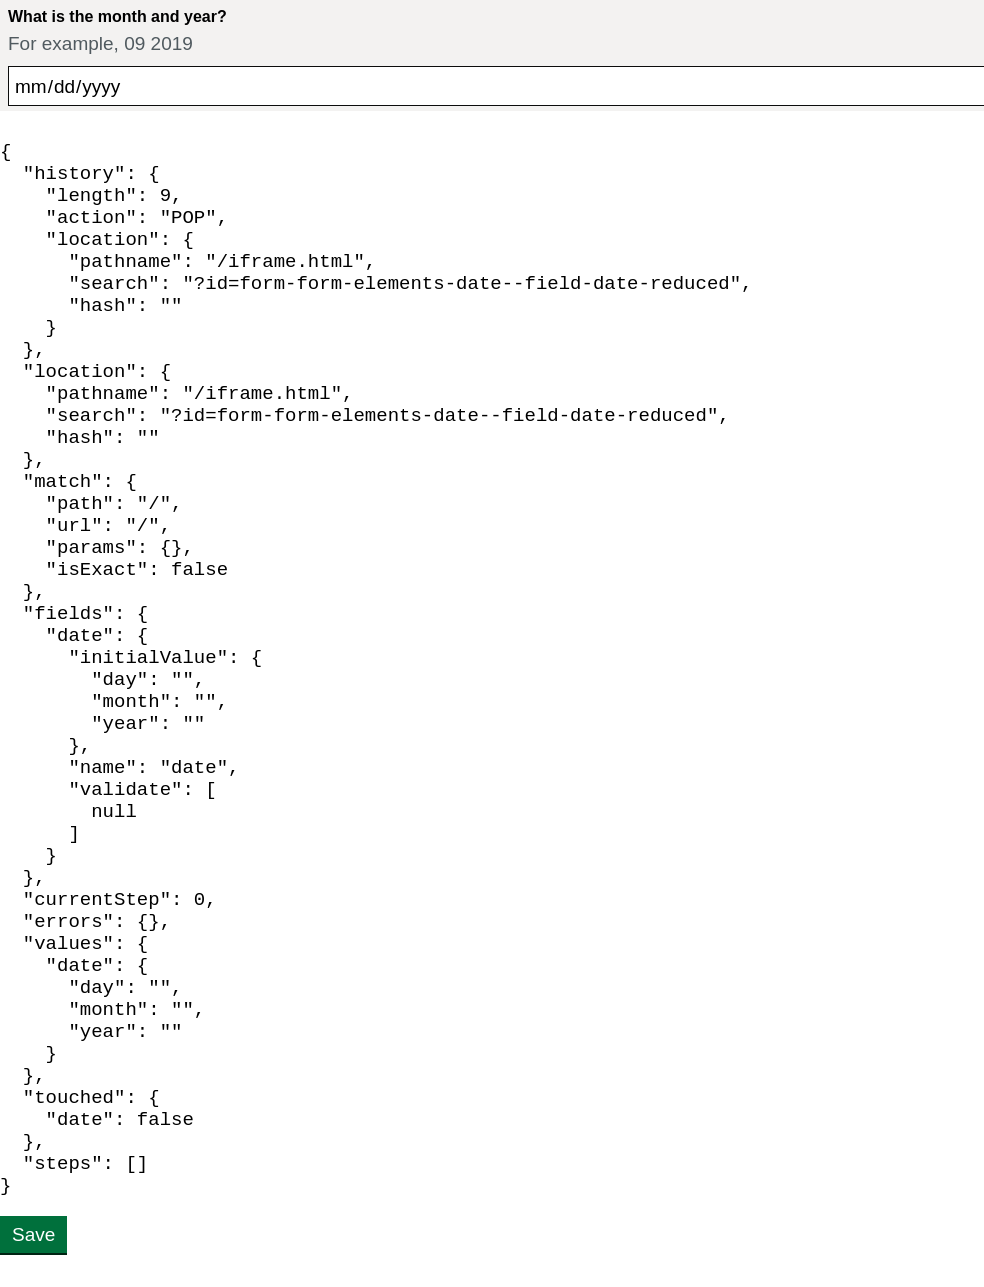 What is the month and year?
For example, 09 2019
mm/dd/yyyy
{
  "history": {
    "length": 9,
    "action": "POP",
    "location": {
      "pathname": "/iframe.html",
      "search": "?id=form-form-elements-date--field-date-reduced",
      "hash": ""
    }
  },
  "location": {
    "pathname": "/iframe.html",
    "search": "?id=form-form-elements-date--field-date-reduced",
    "hash": ""
  },
  "match": {
    "path": "/",
    "url": "/",
    "params": {},
    "isExact": false
  },
  "fields": {
    "date": {
      "initialValue": {
        "day": "",
        "month": "",
        "year": ""
      },
      "name": "date",
      "validate": [
        null
      ]
    }
  },
  "currentStep": 0,
  "errors": {},
  "values": {
    "date": {
      "day": "",
      "month": "",
      "year": ""
    }
  },
  "touched": {
    "date": false
  },
  "steps": []
}
Save